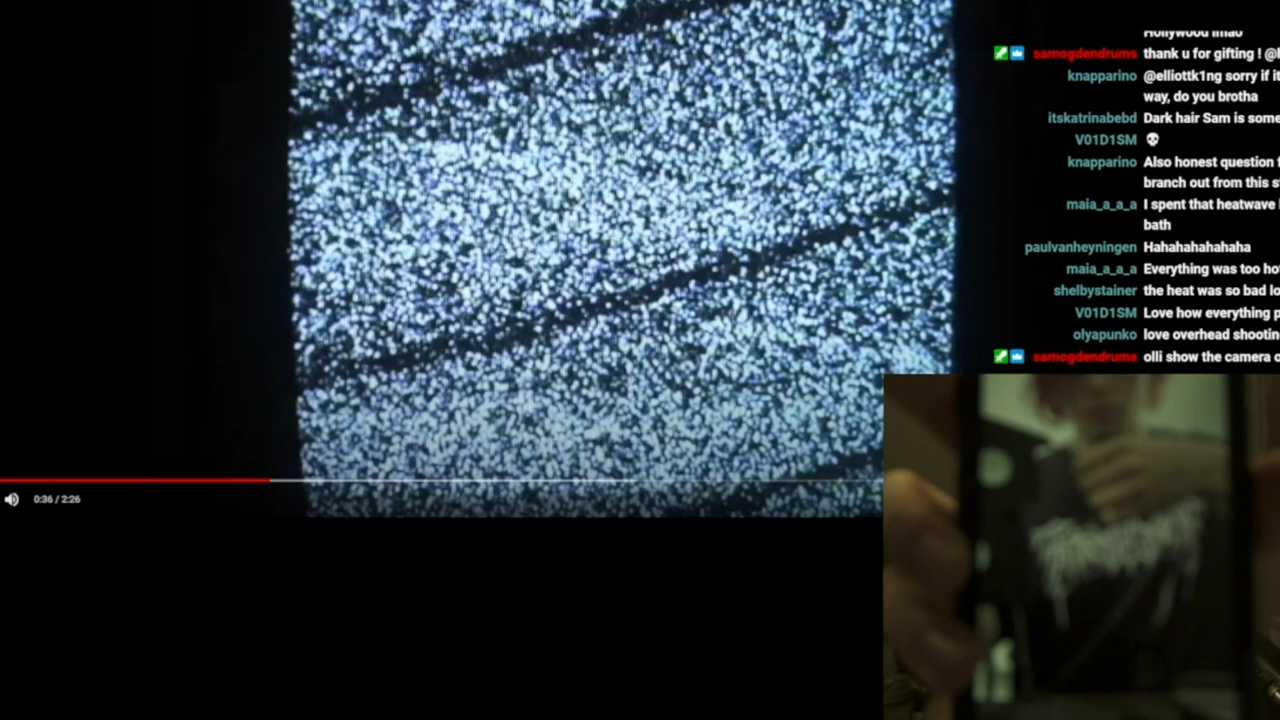 Hollywood lmao
samogdendrums thank u for gifting ! @
knapparino @elliottk1ng sorry if it
way, do you brotha
itskatrinabebd Dark hair Sam is some
V01D1SM 💀
knapparino Also honest question
branch out from this s
maia_a_a_a I spent that heatwave
bath
paulvanheyningen Hahahahahahaha
maia_a_a_a Everything was too ho
shelbystainer the heat was so bad lo
V01D1SM Love how everything p
olyapunko love overhead shootin
samogdendrums olli show the camera o
0:36 / 2:26